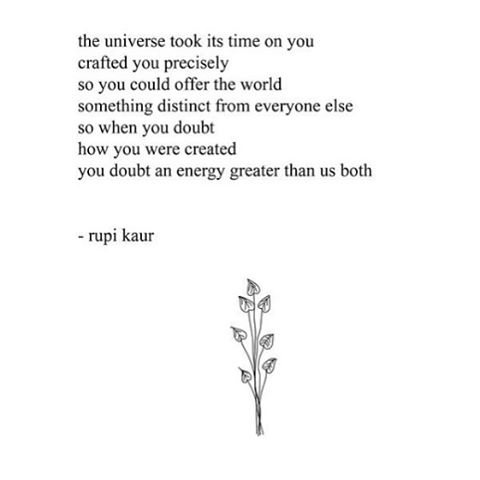 the universe took its time on you
crafted you precisely
so you could offer the world
something distinct from everyone else
so when you doubt
how you were created
you doubt an energy greater than us both
- rupi kaur